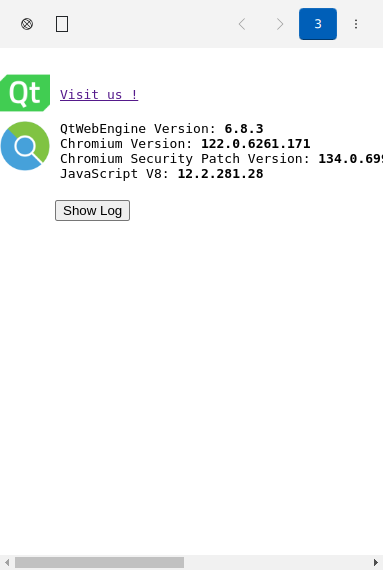 3
Qt
Visit us !
QtWebEngine Version: 6.8.3
Chromium Version: 122.0.6261.171
Chromium Security Patch Version: 134.0.699
JavaScript V8: 12.2.281.28
Show Log